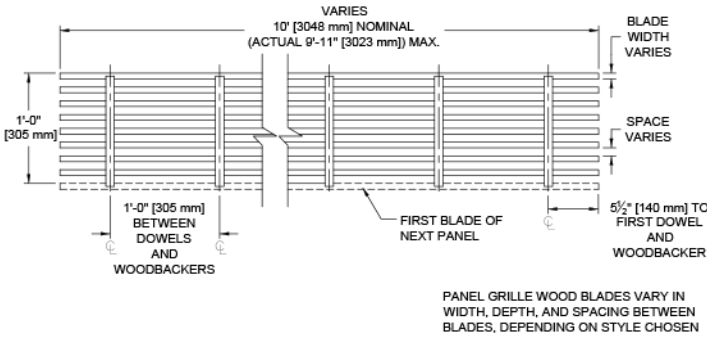 VARIES
10' [3048 mm] NOMINAL
(ACTUAL 9'-11" [3023 mm]) MAX.
BLADE
WIDTH
VARIES
1'-0"
[305 mm]
SPACE
VARIES
1'-0" [305 mm]
BETWEEN
DOWELS
AND
WOODBACKERS
℄
℄
FIRST BLADE OF
NEXT PANEL
℄
5½" [140 mm] TO
FIRST DOWEL
AND
WOODBACKER
PANEL GRILLE WOOD BLADES VARY IN
WIDTH, DEPTH, AND SPACING BETWEEN
BLADES, DEPENDING ON STYLE CHOSEN